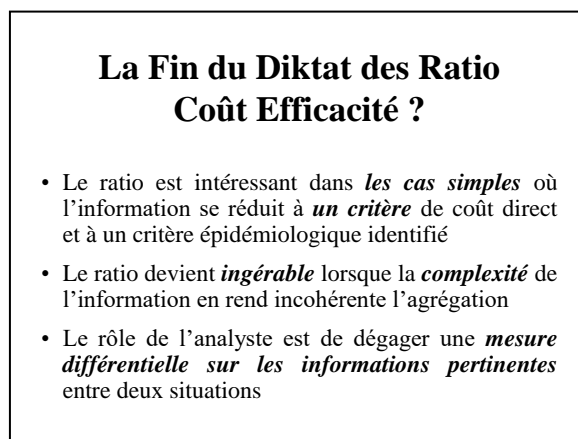 La Fin du Diktat des Ratio
Coût Efficacité ?
• Le ratio est intéressant dans les cas simples où
l’information se réduit à un critère de coût direct
et à un critère épidémiologique identifié
• Le ratio devient ingérable lorsque la complexité de
l’information en rend incohérente l’agrégation
• Le rôle de l’analyste est de dégager une mesure
différentielle sur les informations pertinentes
entre deux situations